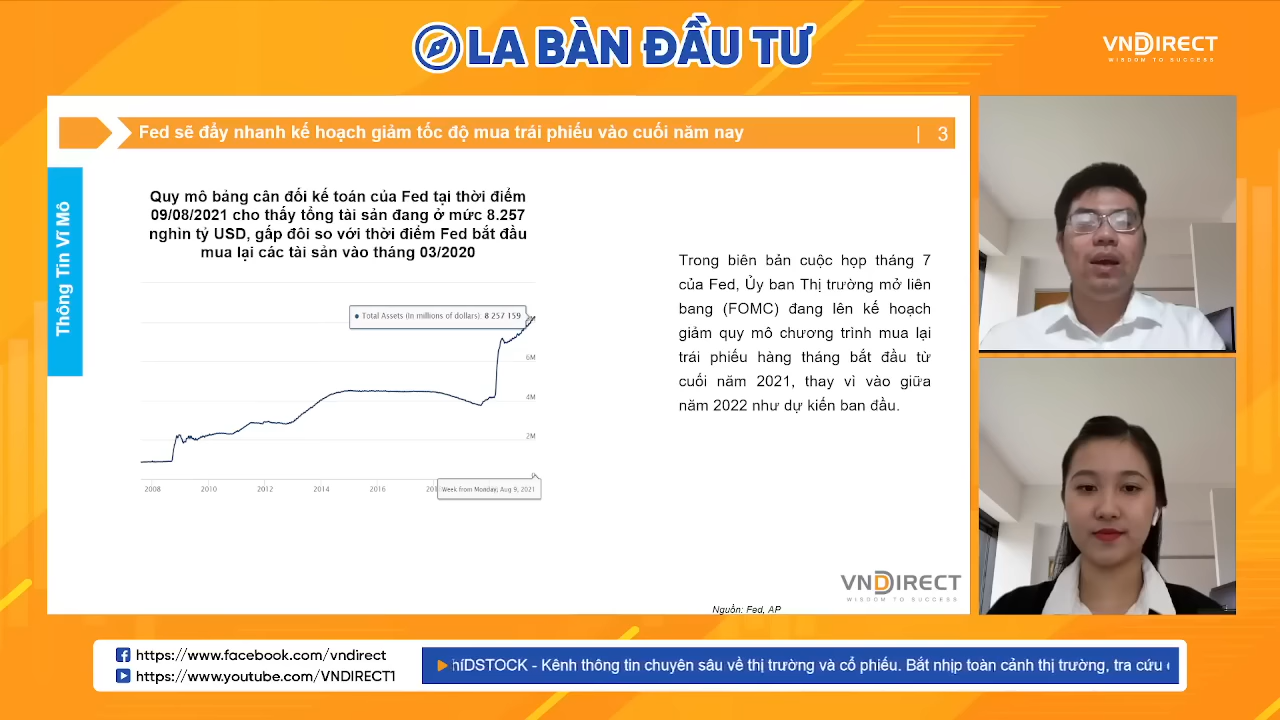 LA BÀN ĐẦU TƯ
VNDIRECT
WISDOM TO SUCCESS
Fed sẽ đẩy nhanh kế hoạch giảm tốc độ mua trái phiếu vào cuối năm nay
| 3
Thông Tin Vĩ Mô
Quy mô bảng cân đối kế toán của Fed tại thời điểm
09/08/2021 cho thấy tổng tài sản đang ở mức 8.257
nghìn tỷ USD, gấp đôi so với thời điểm Fed bắt đầu
mua lại các tài sản vào tháng 03/2020
Total Assets (In millions of dollars): 8 257 159
6M
4M
2M
0
2008 2010 2012 2014 2016
Week from Monday, Aug 9, 2021
Trong biên bản cuộc họp tháng 7
của Fed, Ủy ban Thị trường mở liên
bang (FOMC) đang lên kế hoạch
giảm quy mô chương trình mua lại
trái phiếu hàng tháng bắt đầu từ
cuối năm 2021, thay vì vào giữa
năm 2022 như dự kiến ban đầu.
VNDIRECT
WISDOM TO SUCCESS
Nguồn: Fed, AP
https://www.facebook.com/vndirect
https://www.youtube.com/VNDIRECT1
híDSTOCK - Kênh thông tin chuyên sâu về thị trường và cổ phiếu. Bắt nhịp toàn cảnh thị trường, tra cứu